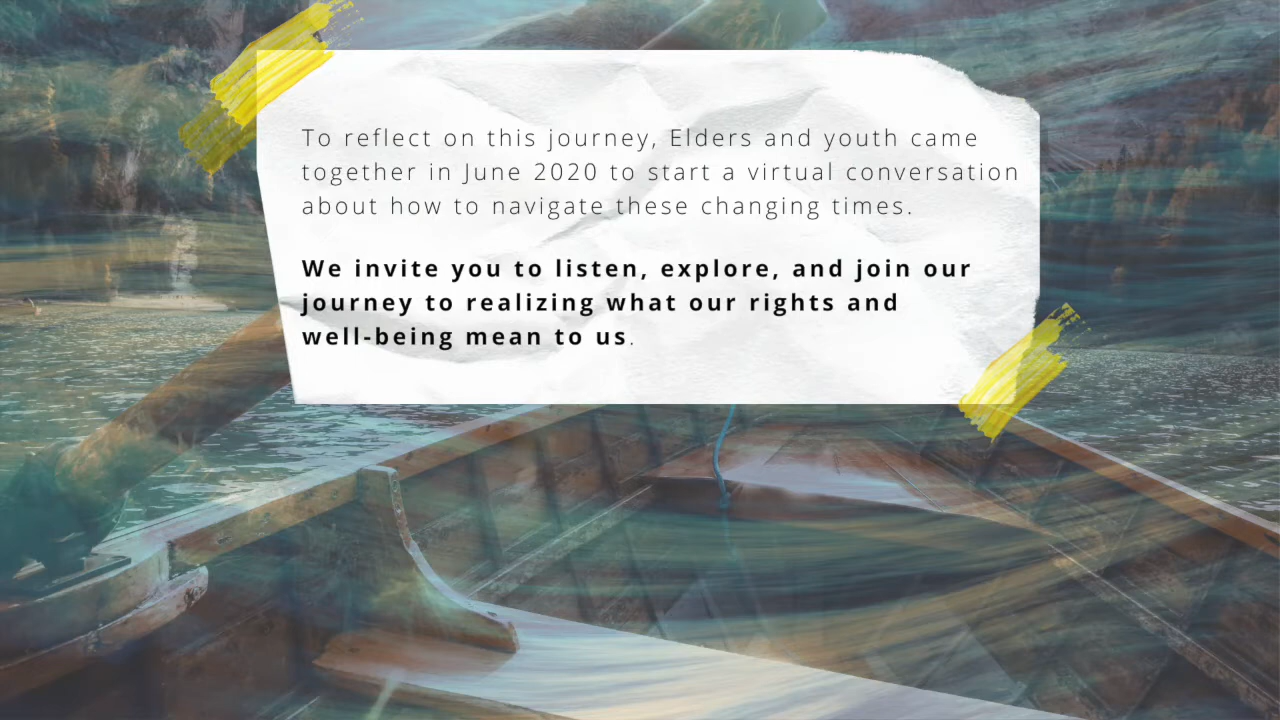 To reflect on this journey, Elders and youth came
together in June 2020 to start a virtual conversation
about how to navigate these changing times.
We invite you to listen, explore, and join our
journey to realizing what our rights and
well-being mean to us.